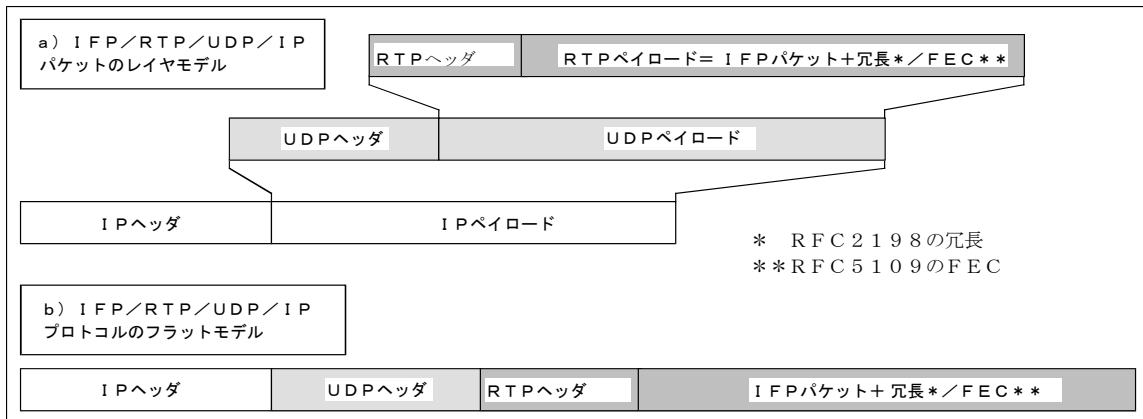 a）ＩＦＰ／ＲＴＰ／ＵＤＰ／ＩＰ
パケットのレイヤモデル
ＲＴＰヘッダ
ＲＴＰペイロード＝ ＩＦＰパケット＋冗長＊／ＦＥＣ＊＊
ＵＤＰヘッダ
ＵＤＰペイロード
ＩＰヘッダ
ＩＰペイロード
＊　ＲＦＣ２１９８の冗長
＊＊ＲＦＣ５１０９のＦＥＣ
b）ＩＦＰ／ＲＴＰ／ＵＤＰ／ＩＰ
プロトコルのフラットモデル
ＩＰヘッダ
ＵＤＰヘッダ
ＲＴＰヘッダ
ＩＦＰパケット＋ 冗長＊／ＦＥＣ＊＊